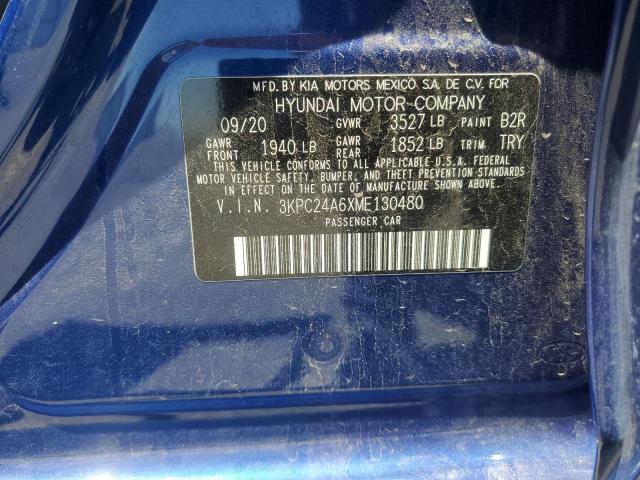 MFD. BY KIA MOTORS MEXICO, S.A. DE C.V. FOR
HYUNDAI MOTOR COMPANY
09/20 GVWR 3527 LB PAINT B2R
GAWR FRONT 1940 LB GAWR REAR 1852 LB TRIM TRY
THIS VEHICLE CONFORMS TO ALL APPLICABLE U.S.A. FEDERAL
MOTOR VEHICLE SAFETY, BUMPER, AND THEFT PREVENTION STANDARDS
IN EFFECT ON THE DATE OF MANUFACTURE SHOWN ABOVE.
V.I.N. 3KPC24A6XME130480
PASSENGER CAR